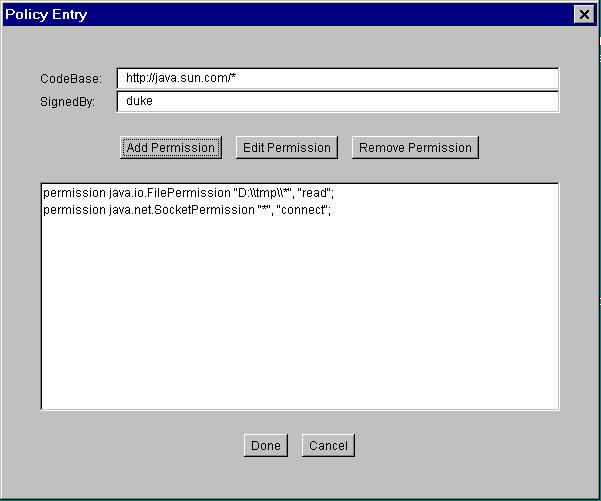 Policy Entry
CodeBase: http://java.sun.com/*
SignedBy: duke
Add Permission Edit Permission Remove Permission
permission java.io.FilePermission "D:\\tmp\\*", "read";
permission java.net.SocketPermission "*", "connect";
Done Cancel